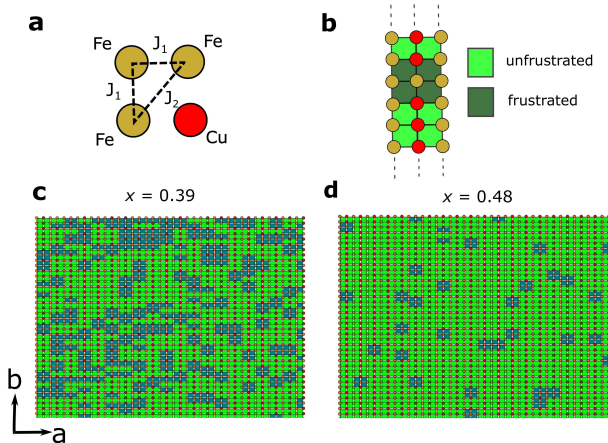 a
Fe
J1
Fe
J1
J2
Fe
Cu
b
unfrustrated
frustrated
c
x = 0.39
d
x = 0.48
b
a